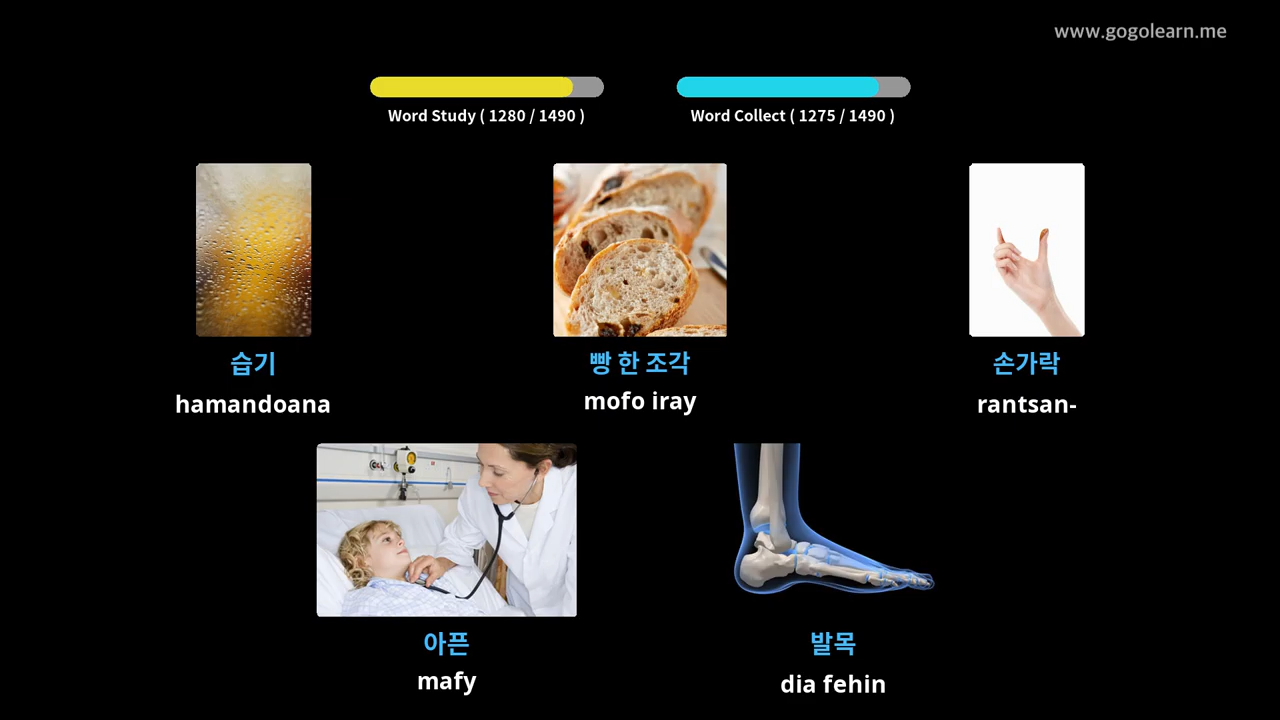 www.gogolearn.me
Word Study ( 1280 / 1490 )
Word Collect ( 1275 / 1490 )
습기
hamandoana
빵 한 조각
mofo iray
손가락
rantsan-
아픈
mafy
발목
dia fehin